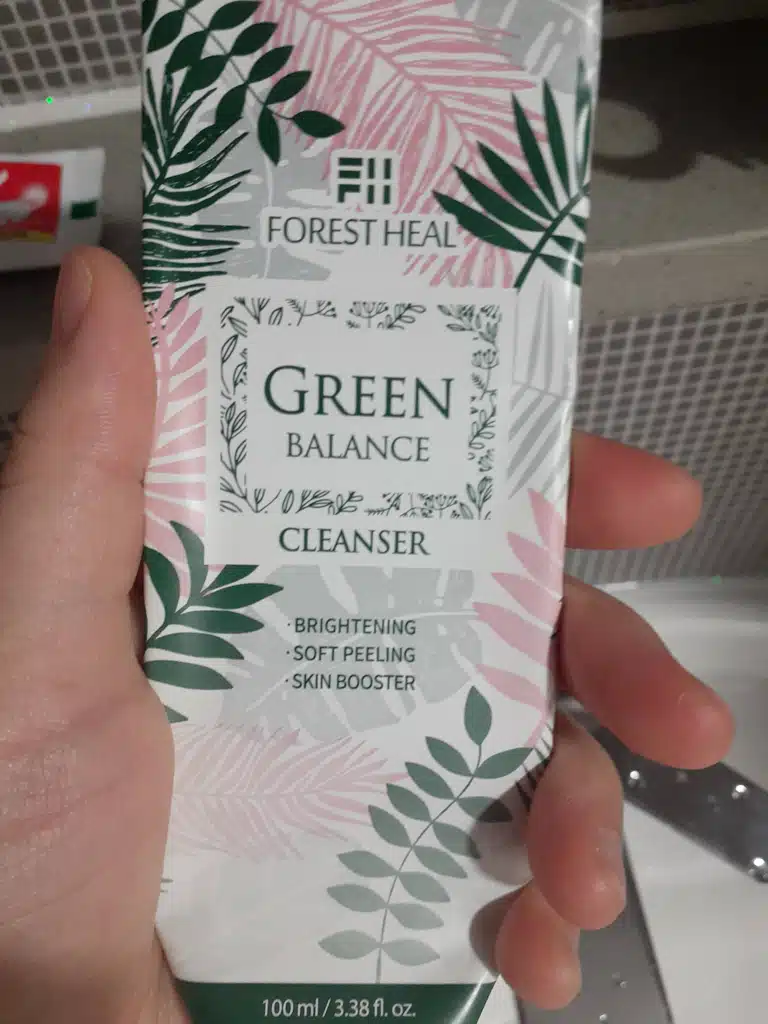 FOREST HEAL
GREEN
BALANCE
CLEANSER
· BRIGHTENING
· SOFT PEELING
· SKIN BOOSTER
100 ml / 3.38 fl. oz.